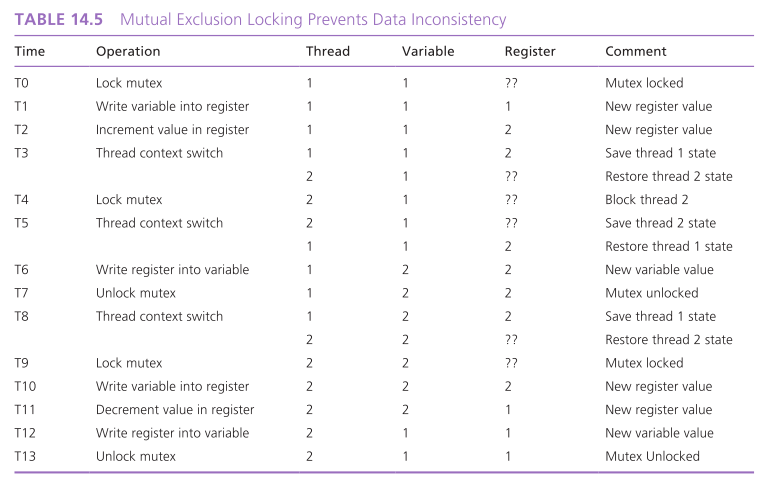 TABLE 14.5 Mutual Exclusion Locking Prevents Data Inconsistency
Time Operation Thread Variable Register Comment
T0 Lock mutex 1 1 ?? Mutex locked
T1 Write variable into register 1 1 1 New register value
T2 Increment value in register 1 1 2 New register value
T3 Thread context switch 1 1 2 Save thread 1 state
2 1 ?? Restore thread 2 state
T4 Lock mutex 2 1 ?? Block thread 2
T5 Thread context switch 2 1 ?? Save thread 2 state
1 1 2 Restore thread 1 state
T6 Write register into variable 1 2 2 New variable value
T7 Unlock mutex 1 2 2 Mutex unlocked
T8 Thread context switch 1 2 2 Save thread 1 state
2 2 ?? Restore thread 2 state
T9 Lock mutex 2 2 ?? Mutex locked
T10 Write variable into register 2 2 2 New register value
T11 Decrement value in register 2 2 1 New register value
T12 Write register into variable 2 1 1 New variable value
T13 Unlock mutex 2 1 1 Mutex Unlocked